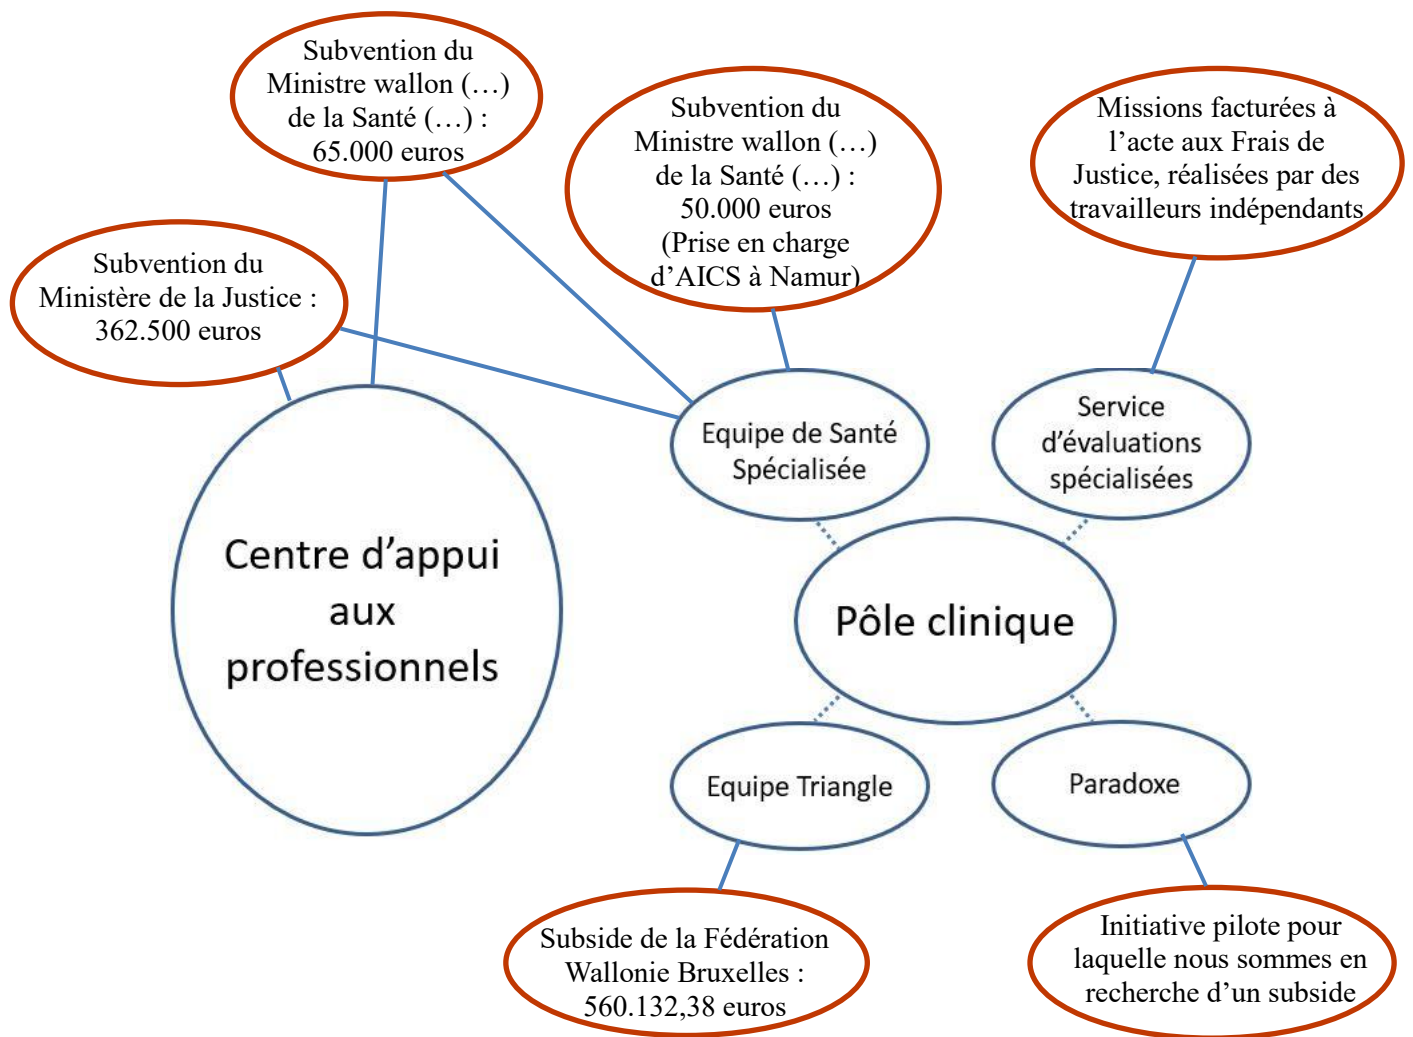 Subvention du
Ministre wallon (…)
de la Santé (…) :
65.000 euros
Subvention du
Ministre wallon (…)
de la Santé (…) :
50.000 euros
(Prise en charge
d’AICS à Namur)
Missions facturées à
l’acte aux Frais de
Justice, réalisées par des
travailleurs indépendants
Subvention du
Ministère de la Justice :
362.500 euros
Equipe de Santé
Spécialisée
Service
d’évaluations
spécialisées
Centre d’appui
aux
professionnels
Pôle clinique
Equipe Triangle
Paradoxe
Subside de la Fédération
Wallonie Bruxelles :
560.132,38 euros
Initiative pilote pour
laquelle nous sommes en
recherche d’un subside